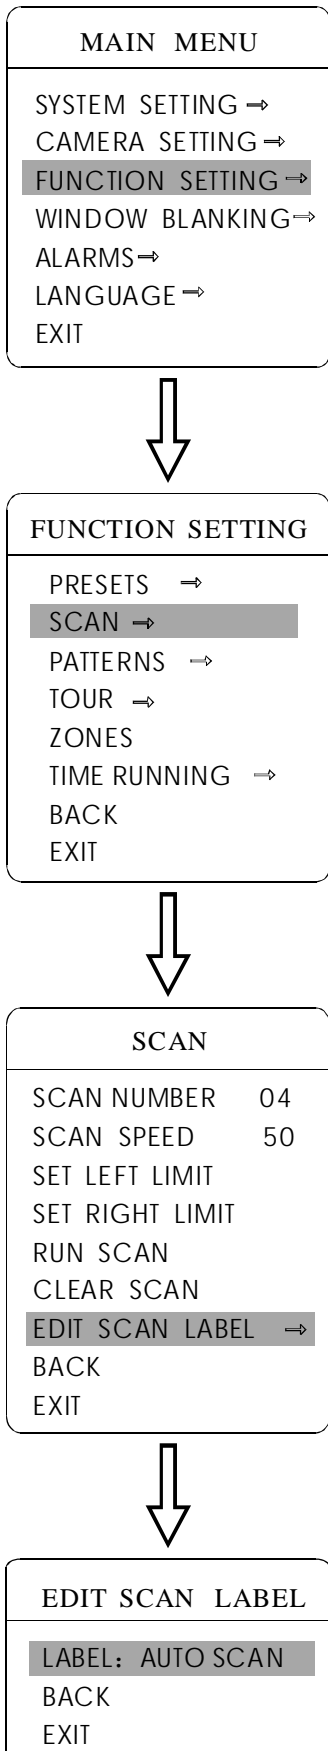 MAIN MENU
SYSTEM SETTING →
CAMERA SETTING →
FUNCTION SETTING →
WINDOW BLANKING →
ALARMS →
LANGUAGE →
EXIT
FUNCTION SETTING
PRESETS →
SCAN →
PATTERNS →
TOUR →
ZONES
TIME RUNNING →
BACK
EXIT
SCAN
SCAN NUMBER 04
SCAN SPEED 50
SET LEFT LIMIT
SET RIGHT LIMIT
RUN SCAN
CLEAR SCAN
EDIT SCAN LABEL →
BACK
EXIT
EDIT SCAN LABEL
LABEL: AUTO SCAN
BACK
EXIT